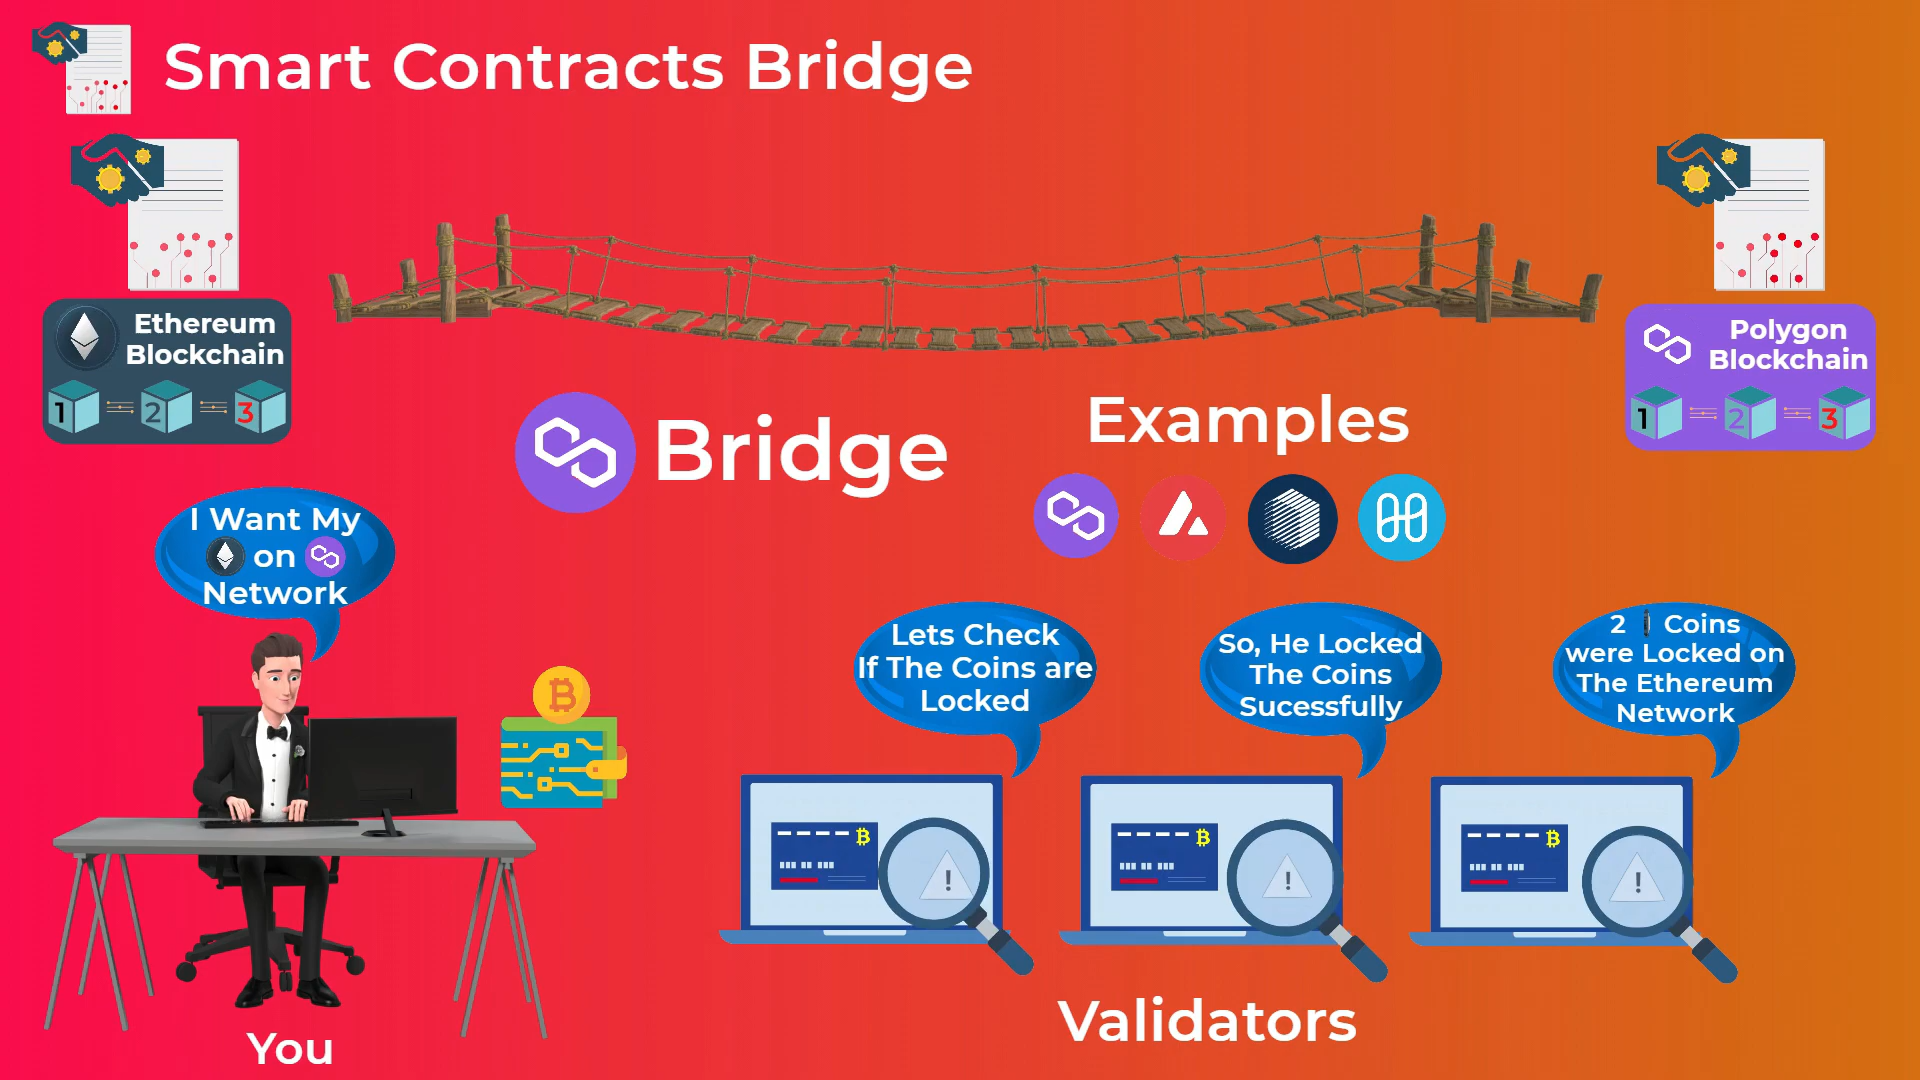 Smart Contracts Bridge
Ethereum
Blockchain
1 2 3
Polygon
Blockchain
1 2 3
Bridge
Examples
I Want My
on
Network
Lets Check
If The Coins are
Locked
So, He Locked
The Coins
Sucessfully
2 Coins
were Locked on
The Ethereum
Network
You
Validators